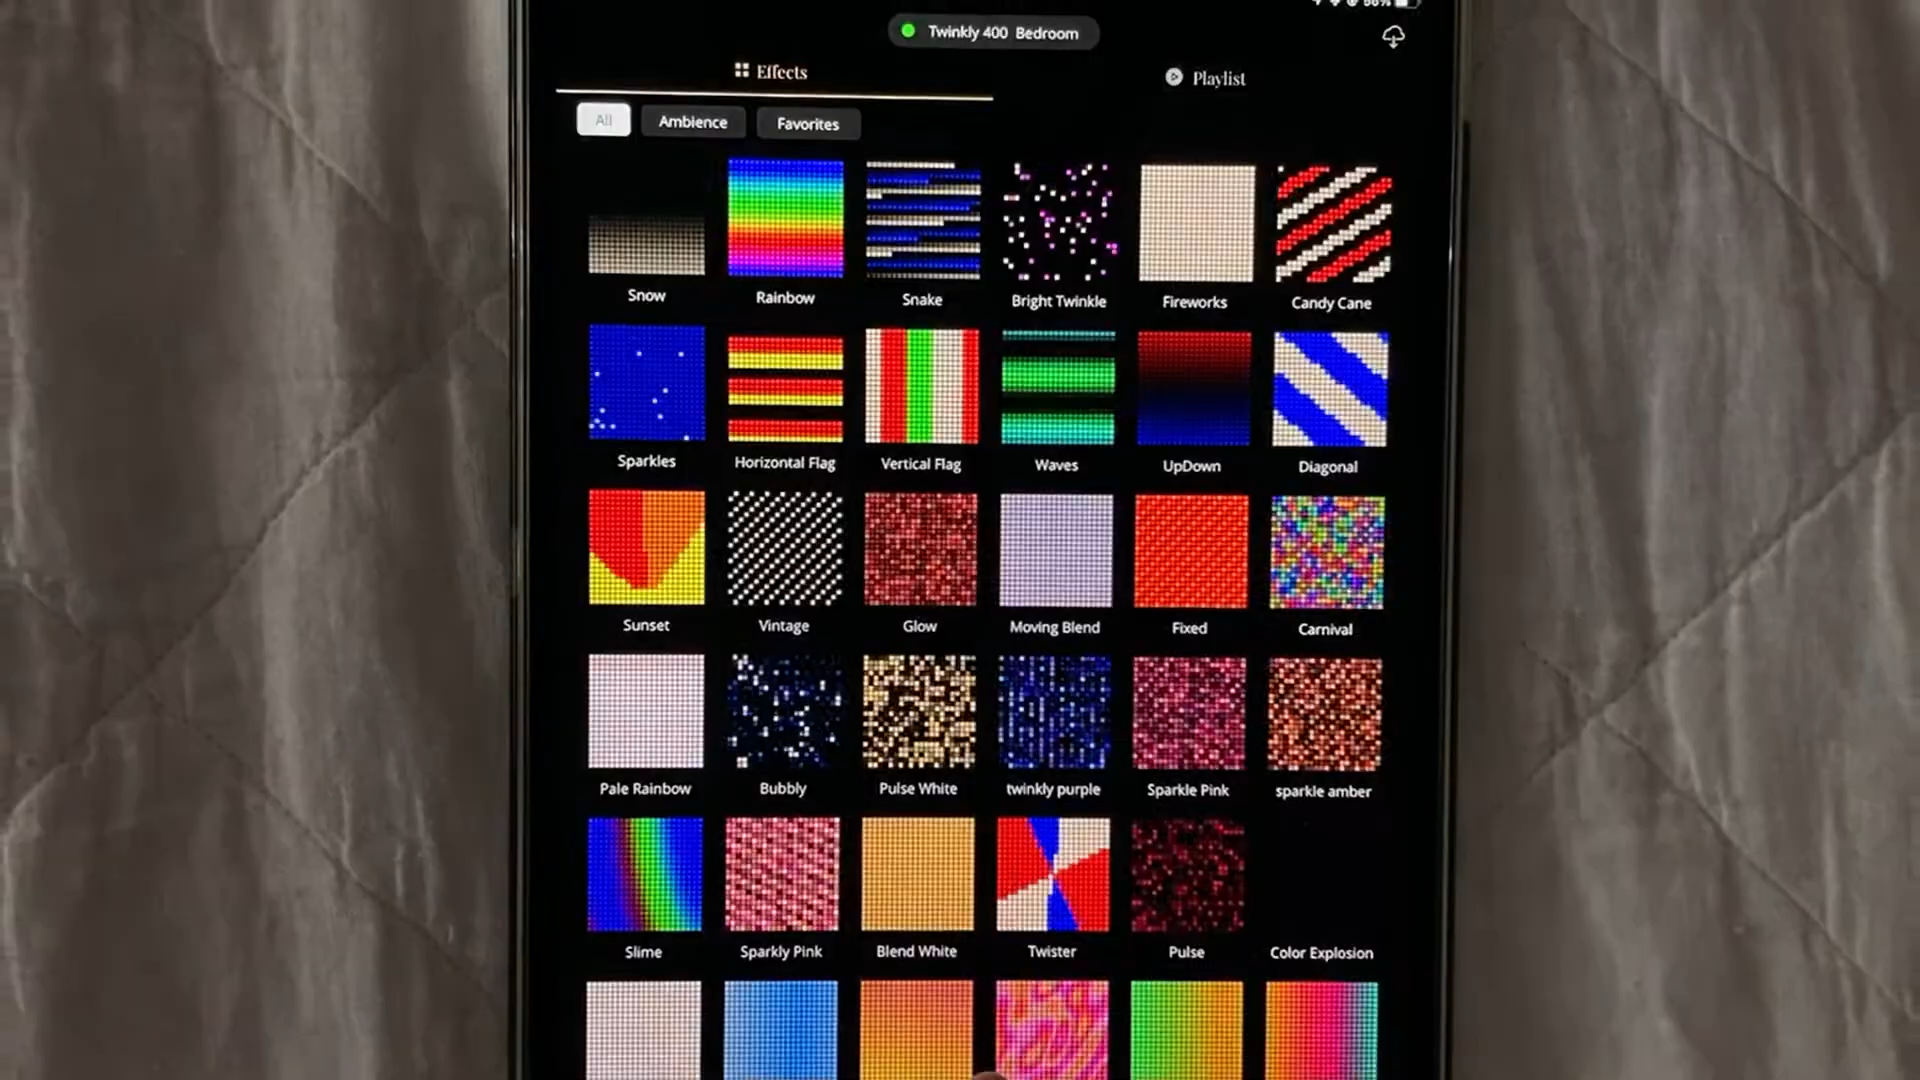 Twinkly 400 Bedroom
Effects
Playlist
All
Ambience
Favorites
Snow
Rainbow
Snake
Bright Twinkle
Fireworks
Candy Cane
Sparkles
Horizontal Flag
Vertical Flag
Waves
UpDown
Diagonal
Sunset
Vintage
Glow
Moving Blend
Fixed
Carnival
Pale Rainbow
Bubbly
Pulse White
twinkly purple
Sparkle Pink
sparkle amber
Slime
Sparkly Pink
Blend White
Twister
Pulse
Color Explosion